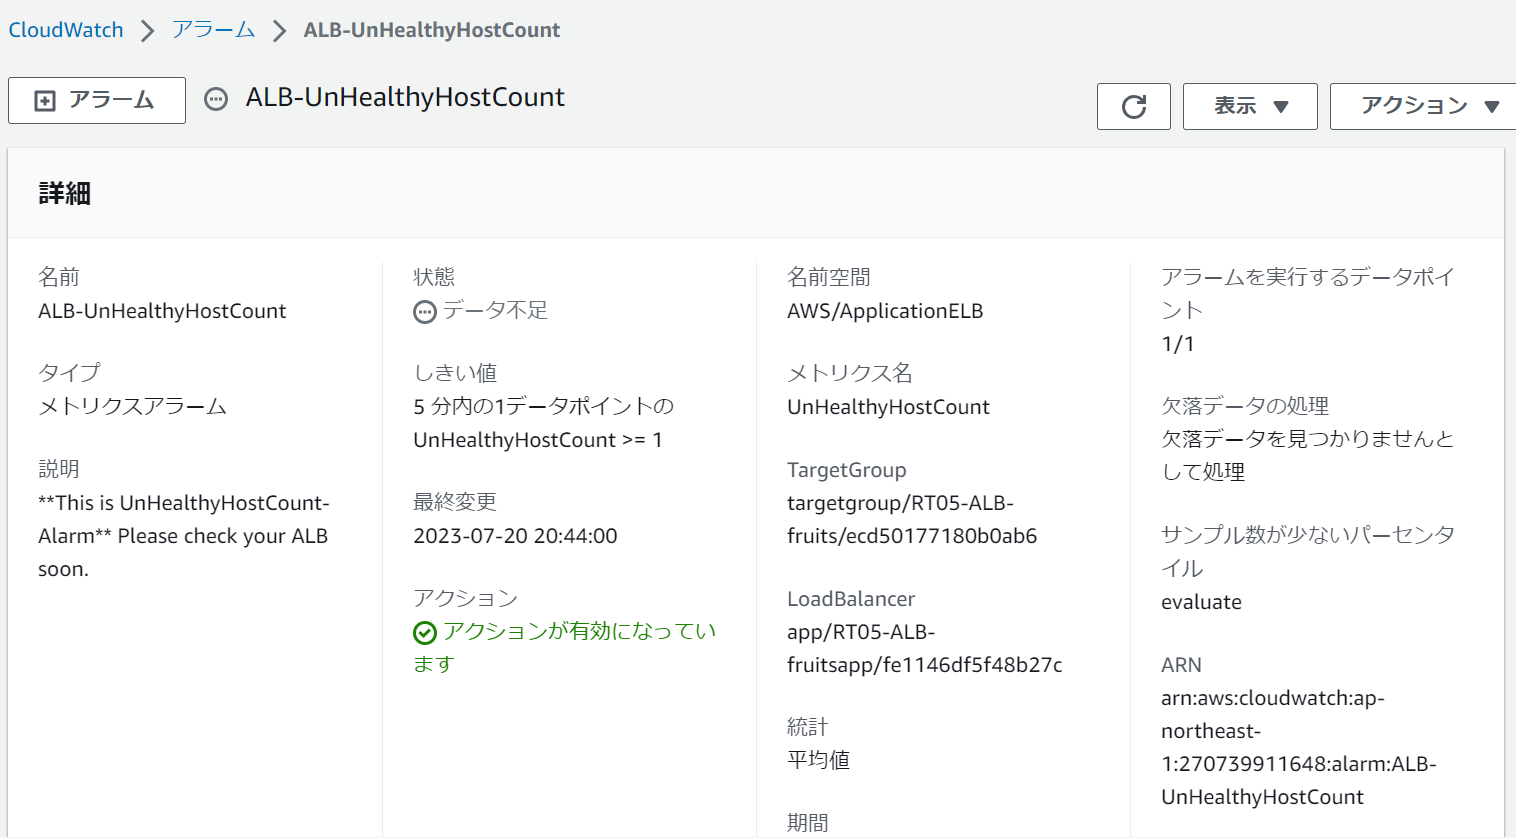 CloudWatch > アラーム > ALB-UnHealthyHostCount
アラーム ALB-UnHealthyHostCount
表示 ▼ アクション ▼
詳細
名前
ALB-UnHealthyHostCount
タイプ
メトリクスアラーム
説明
**This is UnHealthyHostCount-
Alarm** Please check your ALB
soon.
状態
データ不足
しきい値
5 分内の1データポイントの
UnHealthyHostCount >= 1
最終変更
2023-07-20 20:44:00
アクション
アクションが有効になってい
ます
名前空間
AWS/ApplicationELB
メトリクス名
UnHealthyHostCount
TargetGroup
targetgroup/RT05-ALB-
fruits/ecd50177180b0ab6
LoadBalancer
app/RT05-ALB-
fruitsapp/fe1146df5f48b27c
統計
平均値
期間
アラームを実行するデータポイ
ント
1/1
欠落データの処理
欠落データを見つかりませんと
して処理
サンプル数が少ないパーセンタ
イル
evaluate
ARN
arn:aws:cloudwatch:ap-
northeast-
1:270739911648:alarm:ALB-
UnHealthyHostCount